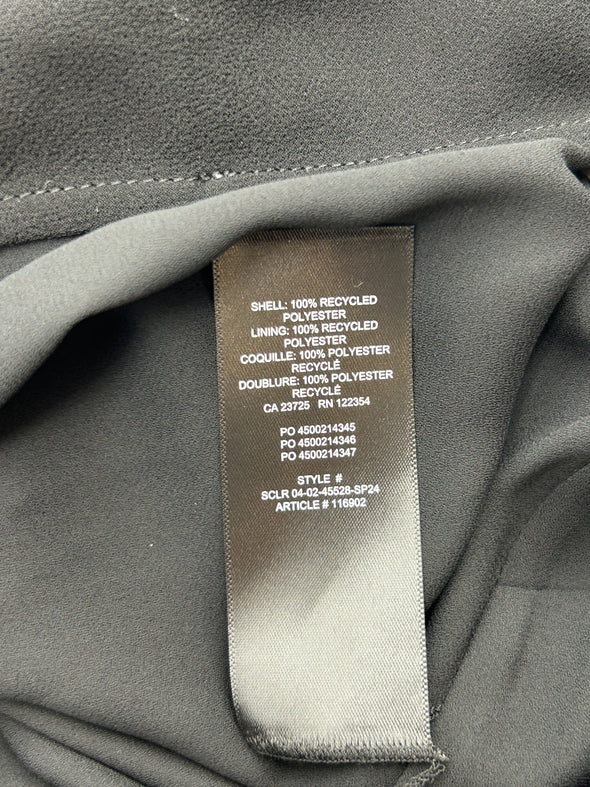 SHELL: 100% RECYCLED
POLYESTER
LINING: 100% RECYCLED
POLYESTER
COQUILLE: 100% POLYESTER
RECYCLÉ
DOUBLURE: 100% POLYESTER
RECYCLÉ
CA 23725 RN 122354
PO 4500214345
PO 4500214346
PO 4500214347
STYLE #
SCLR 04-02-45528-SP24
ARTICLE # 116902